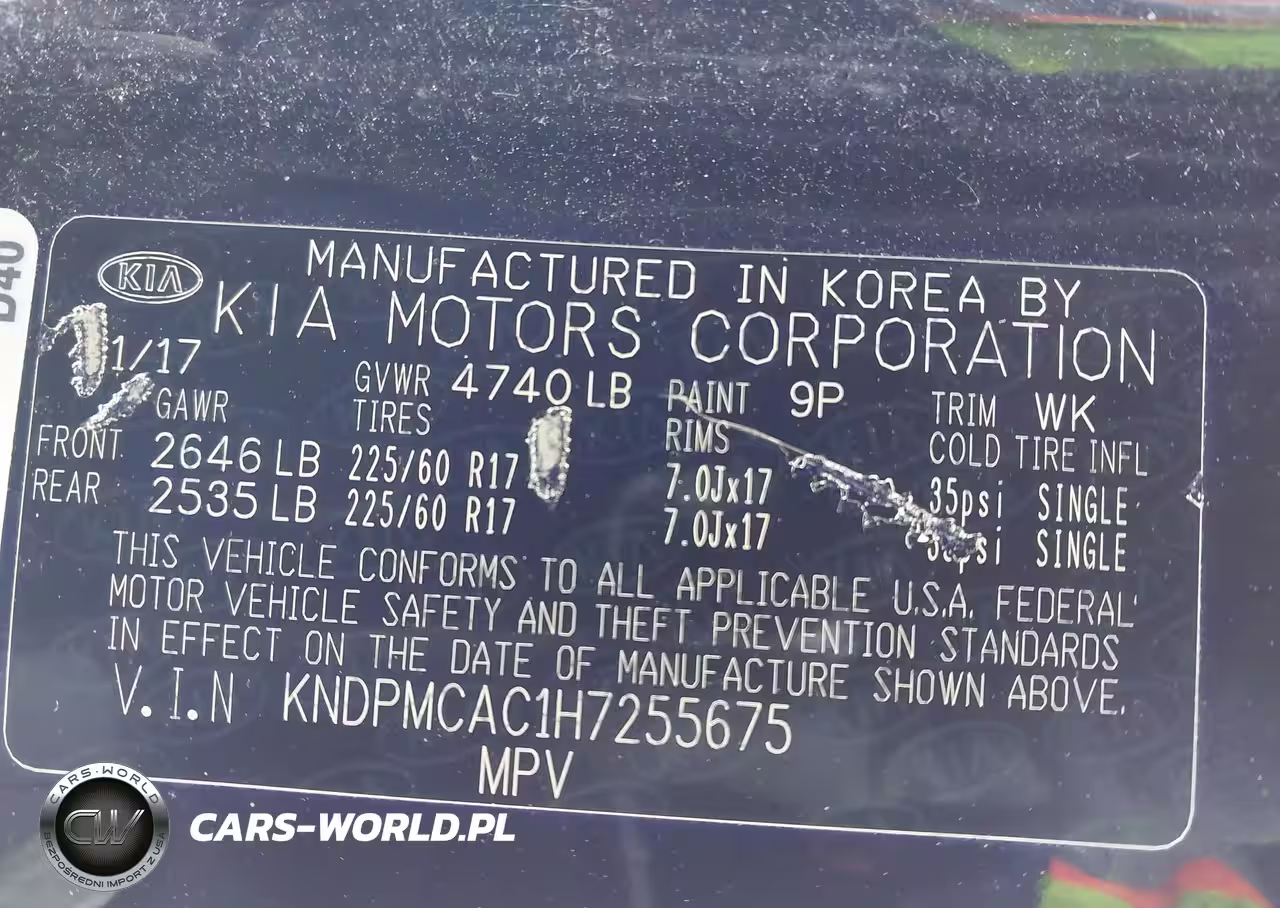 D40
KIA
MANUFACTURED IN KOREA BY
KIA MOTORS CORPORATION
1/17
GVWR 4740 LB PAINT 9P TRIM WK
GAWR TIRES RIMS COLD TIRE INFL
FRONT 2646 LB 225/60 R17 7.0Jx17 35psi SINGLE
REAR 2535 LB 225/60 R17 7.0Jx17 SINGLE
THIS VEHICLE CONFORMS TO ALL APPLICABLE U.S.A. FEDERAL
MOTOR VEHICLE SAFETY AND THEFT PREVENTION STANDARDS
IN EFFECT ON THE DATE OF MANUFACTURE SHOWN ABOVE.
V.I.N KNDPMCAC1H7255675
MPV
CARS-WORLD
CW
BEZPOŚREDNI IMPORT Z USA
CARS-WORLD.PL